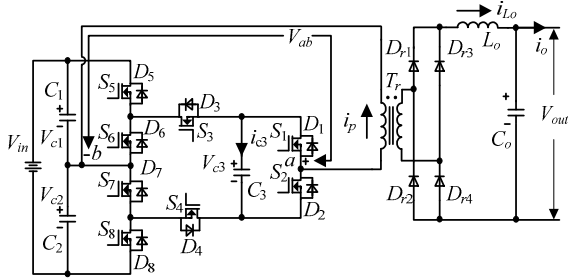 V_ab
i_Lo
i_o
L_o
D_r1
D_r3
C_1
S_5
D_5
D_3
T_r
V_in
V_c1
S_6
D_6
S_3
i_c3
S_1
D_1
i_p
C_o
V_out
b
D_7
V_c3
C_3
a
S_2
V_c2
S_7
S_4
D_2
D_r2
D_r4
C_2
S_8
D_4
D_8